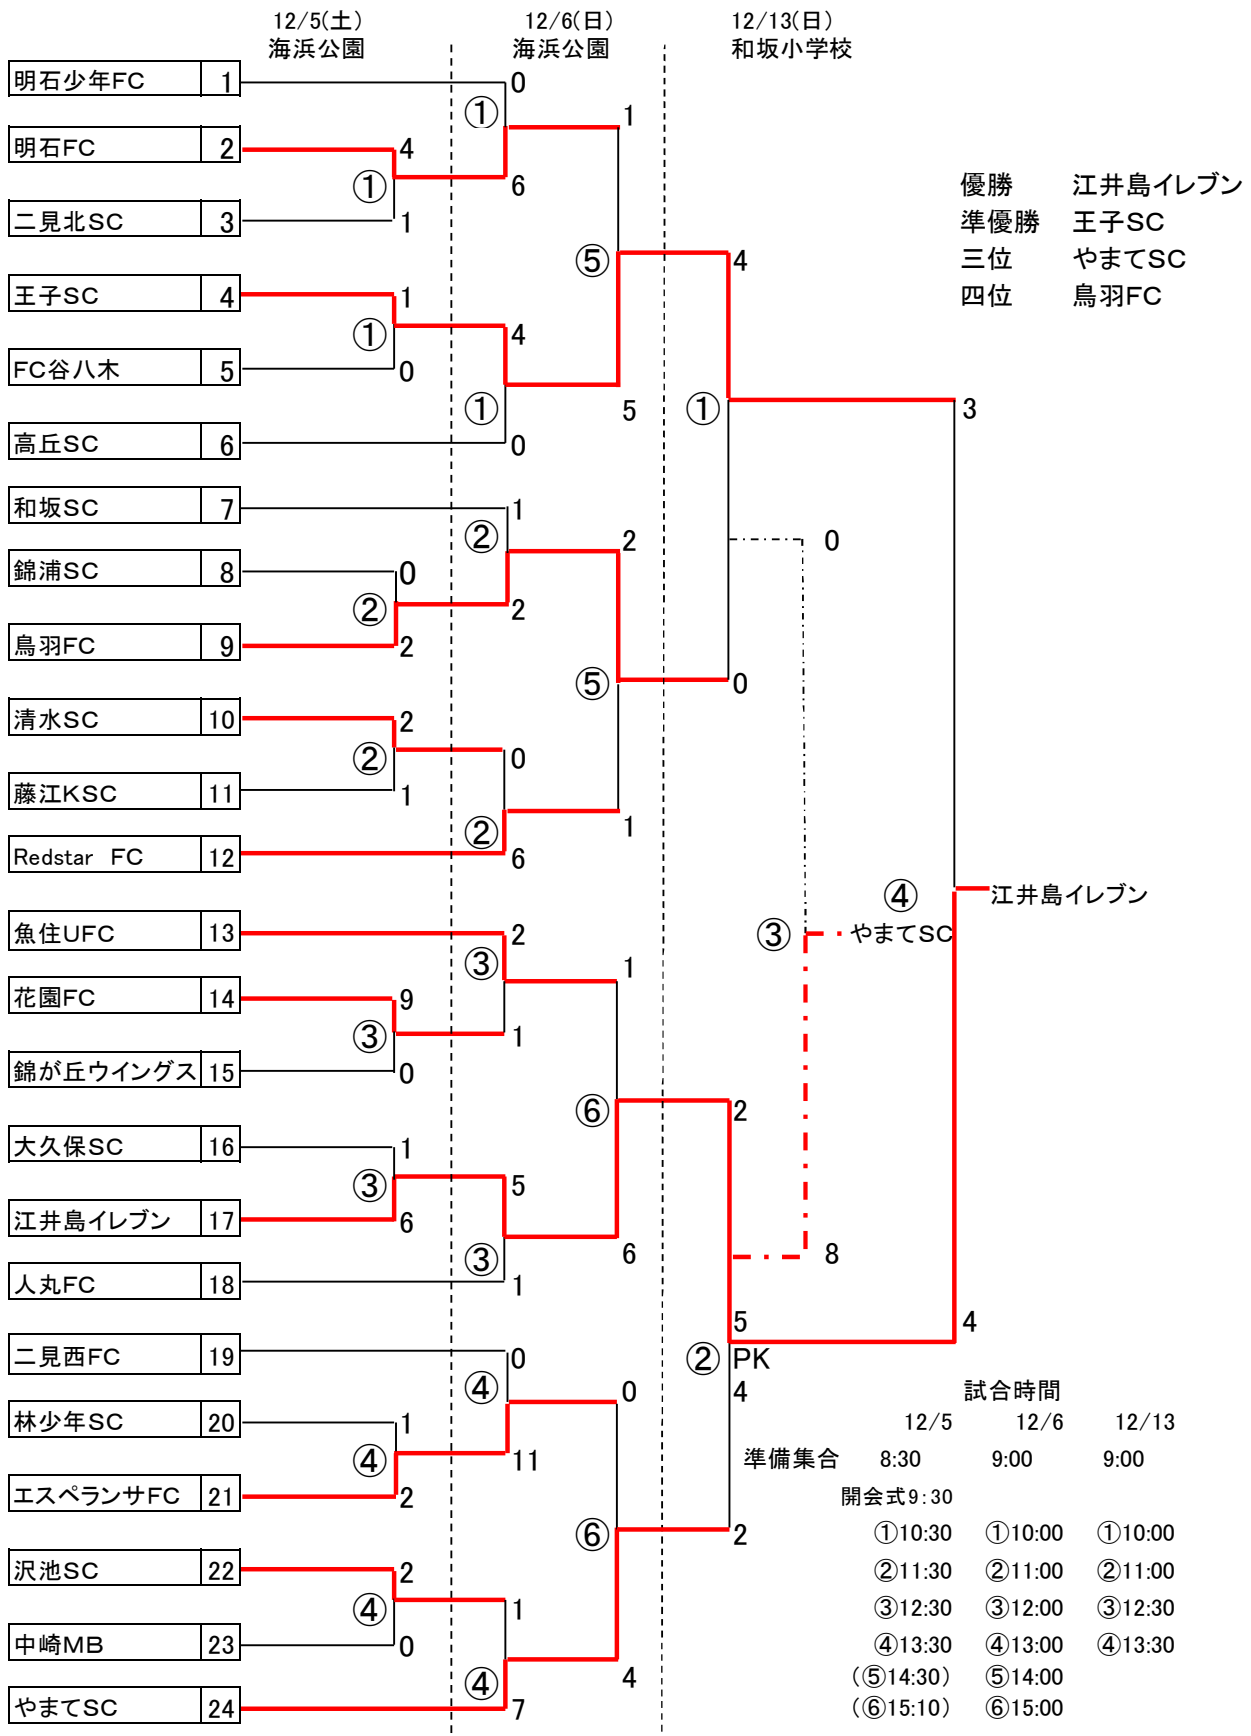 12/5(土) 12/6(日) 12/13(日)
海浜公園 海浜公園 和坂小学校
明石少年FC 1
0
①
1
明石FC 2
4
①
6
二見北SC 3
1
優勝 江井島イレブン
準優勝 王子SC
三位 やまてSC
四位 鳥羽FC
⑤
4
王子SC 4
1
①
4
FC谷八木 5
0
①
5
①
3
高丘SC 6
0
和坂SC 7
1
②
2
0
錦浦SC 8
0
②
2
鳥羽FC 9
2
⑤
0
清水SC 10
2
②
0
藤江KSC 11
1
②
1
Redstar FC 12
6
④
江井島イレブン
魚住UFC 13
2
③
やまてSC
③
1
花園FC 14
9
③
1
錦が丘ウイングス 15
0
⑥
2
大久保SC 16
1
③
5
江井島イレブン 17
6
③
6
8
人丸FC 18
1
5
4
二見西FC 19
0
② PK
④
0
4
林少年SC 20
1
④
11
エスペランサFC 21
2
⑥
2
沢池SC 22
2
④
1
中崎MB 23
0
④
4
やまてSC 24
7
試合時間
12/5 12/6 12/13
準備集合 8:30 9:00 9:00
開会式9:30
①10:30 ①10:00 ①10:00
②11:30 ②11:00 ②11:00
③12:30 ③12:00 ③12:30
④13:30 ④13:00 ④13:30
(⑤14:30) ⑤14:00
(⑥15:10) ⑥15:00